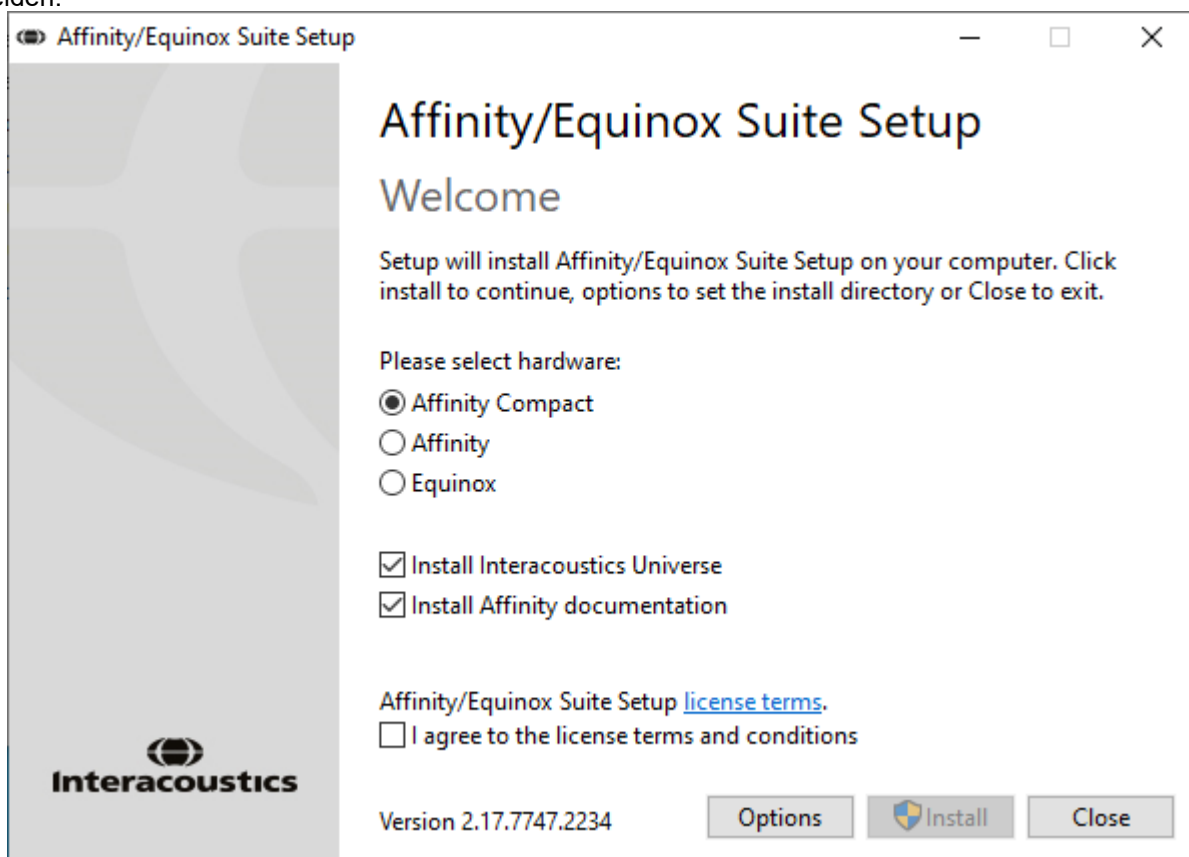 Affinity/Equinox Suite Setup
Affinity/Equinox Suite Setup
Welcome
Setup will install Affinity/Equinox Suite Setup on your computer. Click
install to continue, options to set the install directory or Close to exit.
Please select hardware:
Affinity Compact
Affinity
Equinox
Install Interacoustics Universe
Install Affinity documentation
Affinity/Equinox Suite Setup license terms.
I agree to the license terms and conditions
Interacoustics
Version 2.17.7747.2234
Options
Install
Close